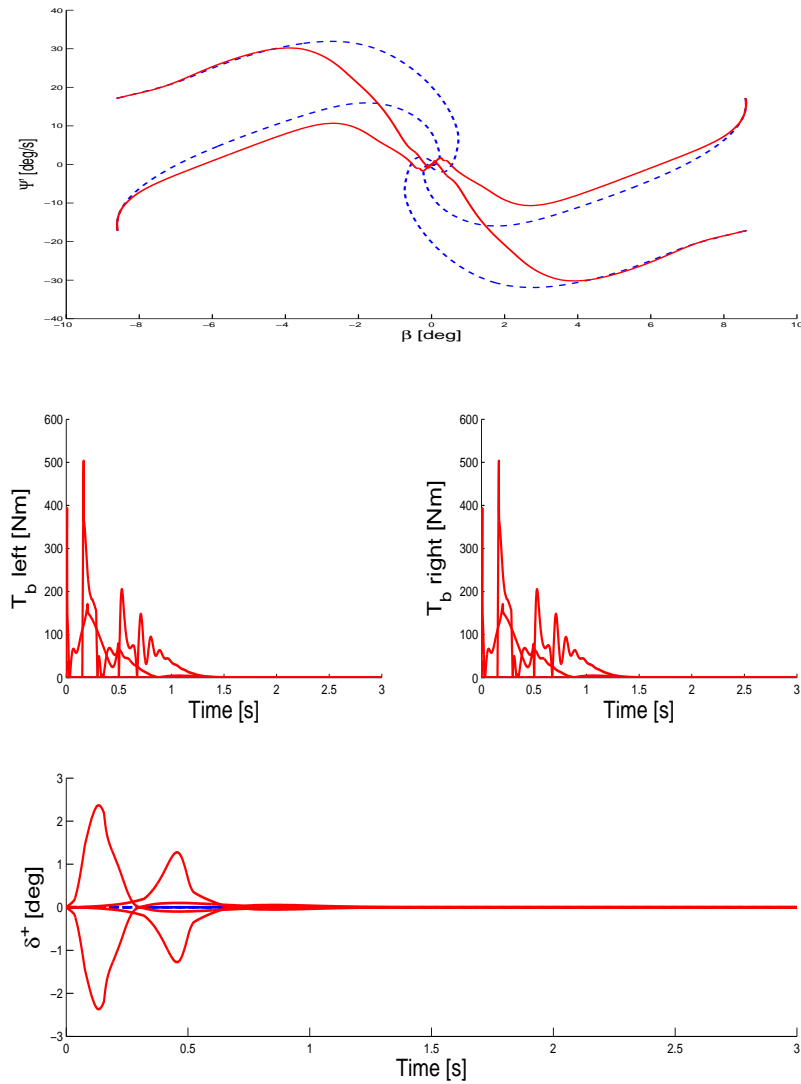 40
30
20
10
0
−10
−20
−30
−40
ψ' [deg/s]
−10 −8 −6 −4 −2 0 2 4 6 8 10
β [deg]
600
500
400
300
200
100
0
T_b left [Nm]
0 0.5 1 1.5 2 2.5 3
Time [s]
600
500
400
300
200
100
0
T_b right [Nm]
0 0.5 1 1.5 2 2.5 3
Time [s]
3
2
1
0
−1
−2
−3
δ⁺ [deg]
0 0.5 1 1.5 2 2.5 3
Time [s]